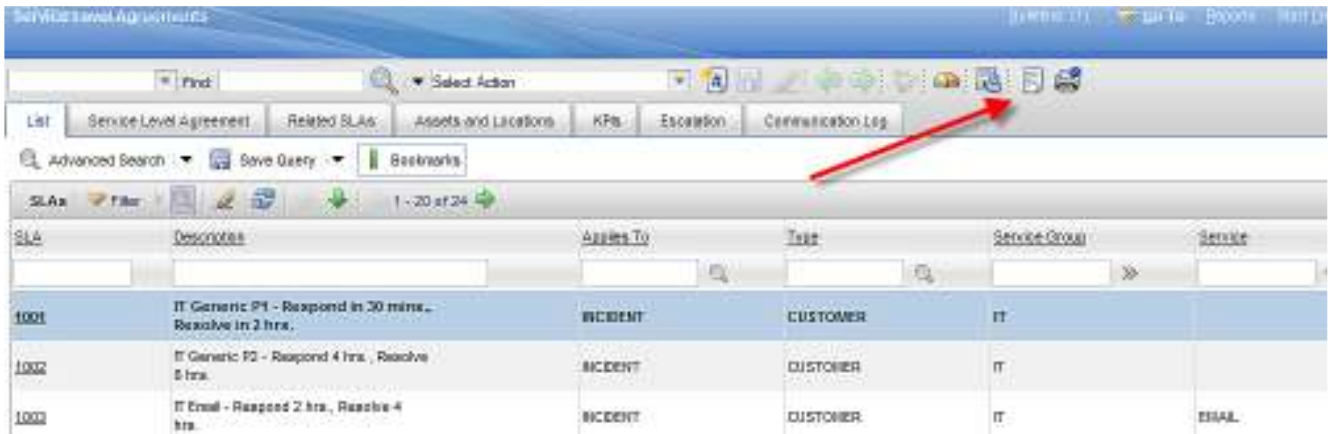 Service Level Agreements
Go To Reports Start
Find: Select Action
List Service Level Agreement Related SLAs Assets and Locations KPIs Escalation Communication Log
Advanced Search Save Query Bookmarks
SLAs Filter 1 - 20 of 24
SLA Description Applies To Type Service Group Service
1001 IT Generic P1 - Respond in 30 mins., INCIDENT CUSTOMER IT
Resolve in 2 hrs.
1002 IT Generic P2 - Respond 4 hrs., Resolve INCIDENT CUSTOMER IT
8 hrs.
1003 IT Email - Respond 2 hrs., Resolve 4 INCIDENT CUSTOMER IT EMAIL
hrs.